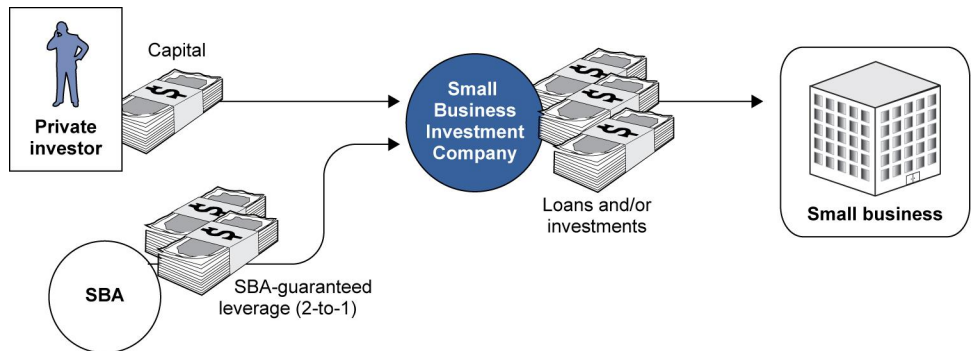 Capital
Private
investor
Small
Business
Investment
Company
Loans and/or
investments
Small business
SBA
SBA-guaranteed
leverage (2-to-1)
$
$
$
$
$
$